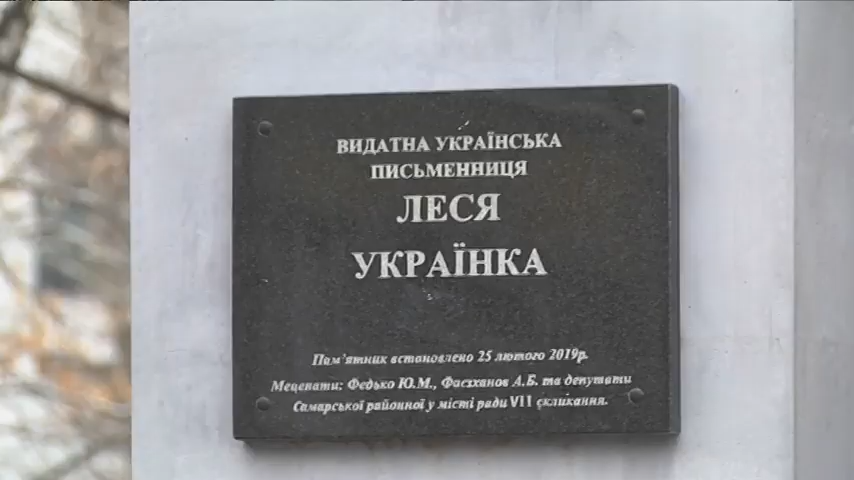 ВИДАТНА УКРАЇНСЬКА
ПИСЬМЕННИЦЯ
ЛЕСЯ
УКРАЇНКА
Пам'ятник встановлено 25 лютого 2019р.
Меценати: Федько Ю.М., Фасзханов А.Б. та депутати
Самарської районної у місті ради VII скликання.